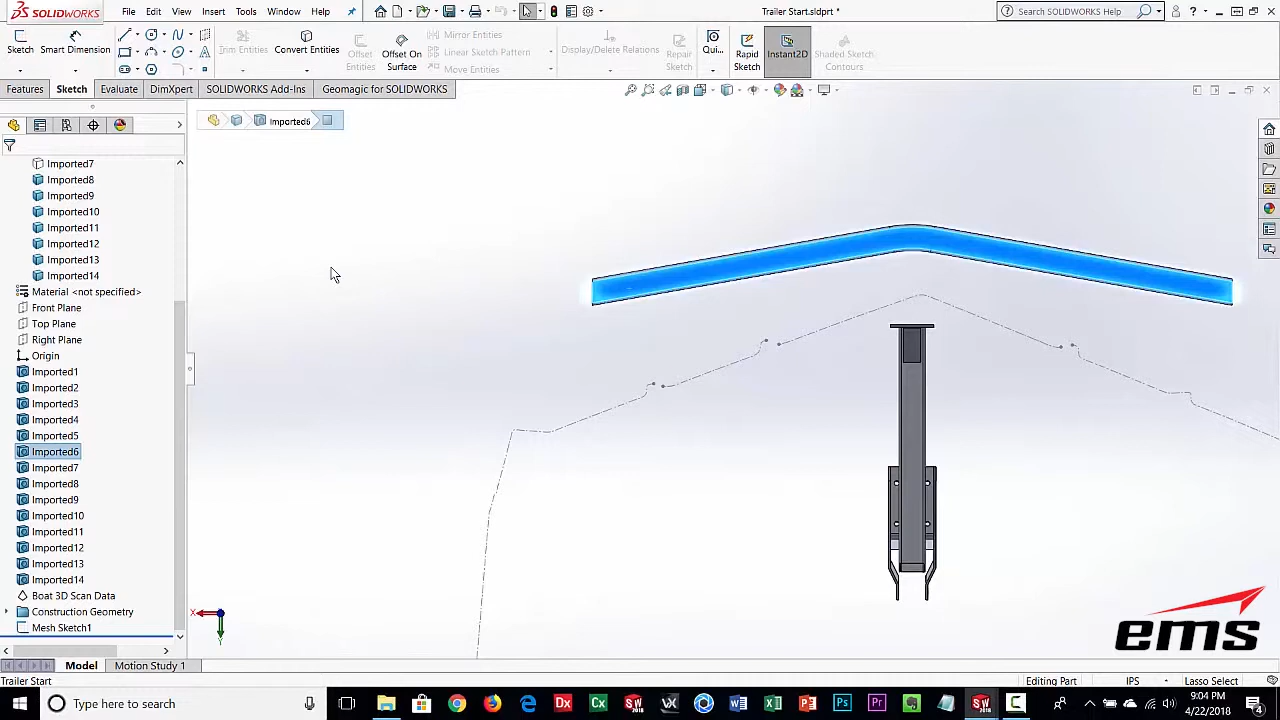 SOLIDWORKS
File
Edit
View
Insert
Tools
Window
Help
Trailer Start.sldprt *
Search SOLIDWORKS Help
Sketch
Smart Dimension
Trim Entities
Convert Entities
Offset
Entities
Offset On
Surface
Mirror Entities
Linear Sketch Pattern
Move Entities
Display/Delete Relations
Repair
Sketch
Qui...
Rapid
Sketch
Instant2D
Shaded Sketch
Contours
Features
Sketch
Evaluate
DimXpert
SOLIDWORKS Add-Ins
Geomagic for SOLIDWORKS
Imported6
Imported7
Imported8
Imported9
Imported10
Imported11
Imported12
Imported13
Imported14
Material <not specified>
Front Plane
Top Plane
Right Plane
Origin
Imported1
Imported2
Imported3
Imported4
Imported5
Imported6
Imported7
Imported8
Imported9
Imported10
Imported11
Imported12
Imported13
Imported14
Boat 3D Scan Data
Construction Geometry
Mesh Sketch1
X
Y
ems
Model
Motion Study 1
Trailer Start
Editing Part
IPS
Lasso Select
Type here to search
9:04 PM
4/22/2018